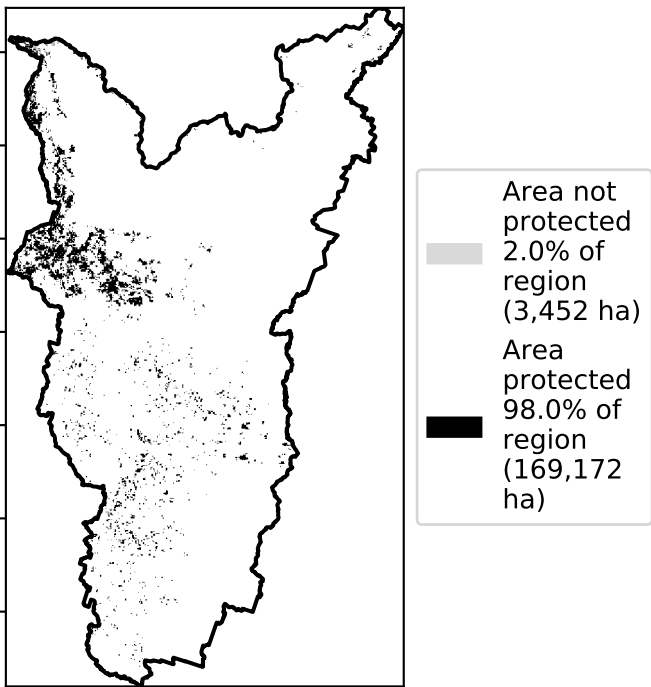 Area not
protected
2.0% of
region
(3,452 ha)
Area
protected
98.0% of
region
(169,172
ha)